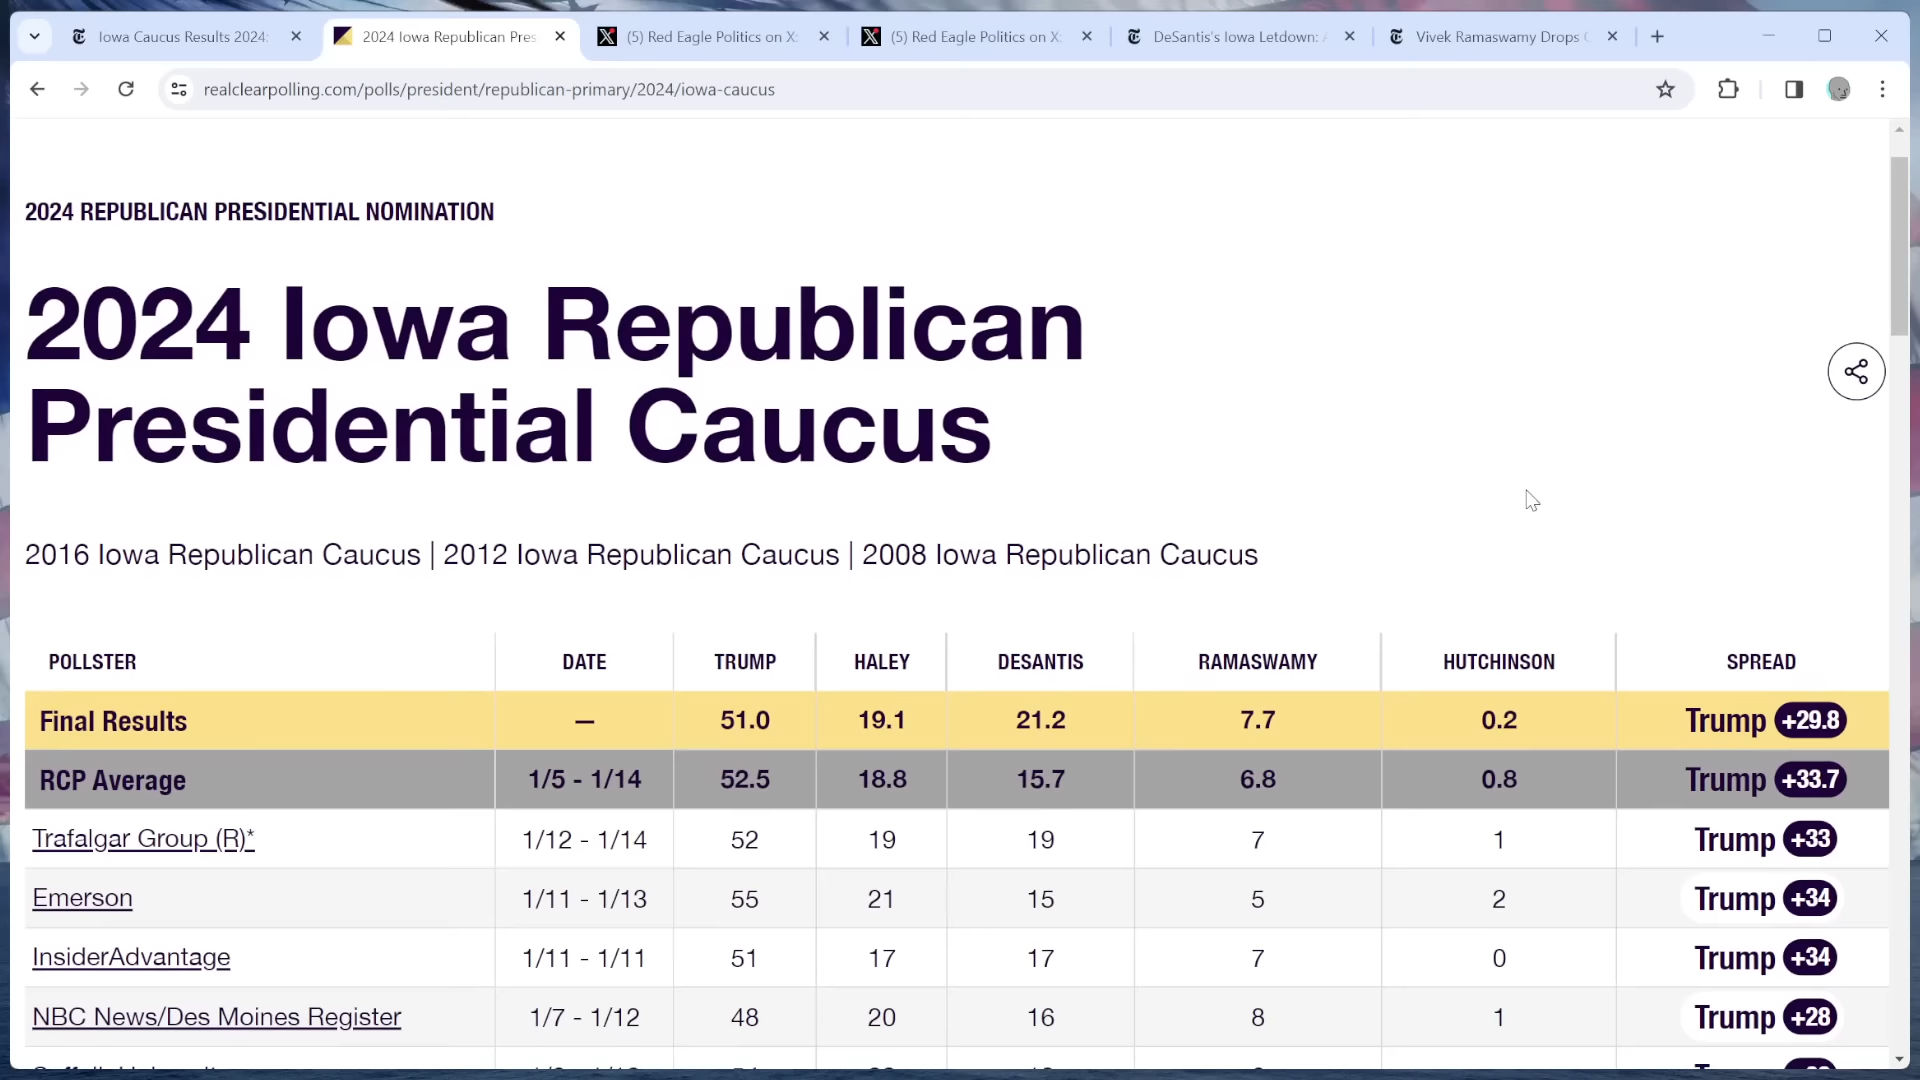 Iowa Caucus Results 2024: 2024 Iowa Republican Pres (5) Red Eagle Politics on X: (5) Red Eagle Politics on X: DeSantis's Iowa Letdown: Vivek Ramaswamy Drops
realclearpolling.com/polls/president/republican-primary/2024/iowa-caucus
2024 REPUBLICAN PRESIDENTIAL NOMINATION
2024 Iowa Republican
Presidential Caucus
2016 Iowa Republican Caucus | 2012 Iowa Republican Caucus | 2008 Iowa Republican Caucus
POLLSTER DATE TRUMP HALEY DESANTIS RAMASWAMY HUTCHINSON SPREAD
Final Results — 51.0 19.1 21.2 7.7 0.2 Trump +29.8
RCP Average 1/5 - 1/14 52.5 18.8 15.7 6.8 0.8 Trump +33.7
Trafalgar Group (R)* 1/12 - 1/14 52 19 19 7 1 Trump +33
Emerson 1/11 - 1/13 55 21 15 5 2 Trump +34
InsiderAdvantage 1/11 - 1/11 51 17 17 7 0 Trump +34
NBC News/Des Moines Register 1/7 - 1/12 48 20 16 8 1 Trump +28